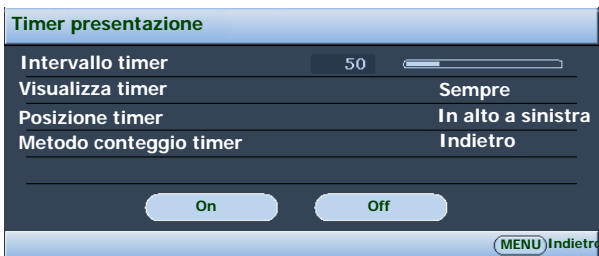 Timer presentazione
Intervallo timer 50
Visualizza timer Sempre
Posizione timer In alto a sinistra
Metodo conteggio timer Indietro
On Off
MENU Indietro